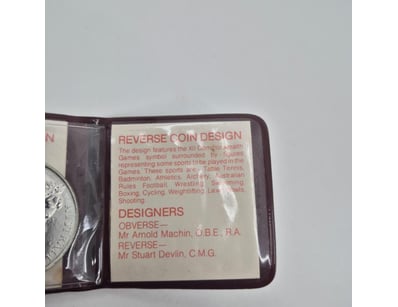 N
REVERSE COIN DESIGN
The design features the XII Commonwealth
Games symbol surrounded by figures
representing some sports to be played in the
Games. These sports are: Table Tennis,
Badminton, Athletics, Archery, Australian
Rules Football, Wrestling, Swimming,
Boxing, Cycling, Weightlifting, Lawn Bowls,
Shooting.
DESIGNERS
OBVERSE—
Mr Arnold Machin, O.B.E., R.A.
REVERSE—
Mr Stuart Devlin, C.M.G.